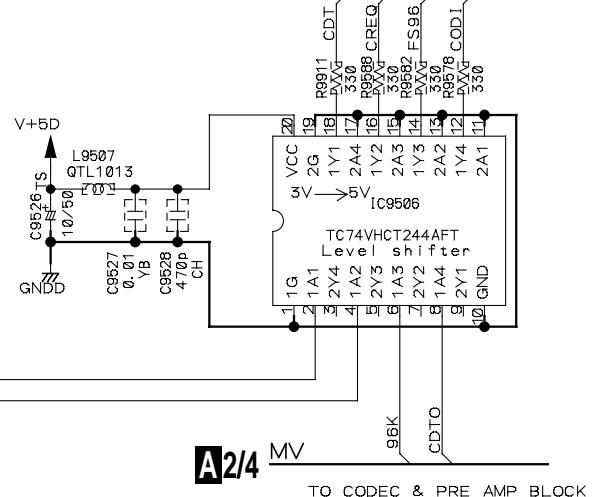 CDT
CREQ
FS96
CODI
R9911
330
R9588
330
R9582
330
R9578
330
V+5D
L9507
QTL1013
TS
C9526
+
10/50
GNDD
C9527
0.01
YB
C9528
470p
CH
20 19 18 17 16 15 14 13 12 11
VCC 2G 1Y1 2A4 1Y2 2A3 1Y3 2A2 1Y4 2A1
3V → 5V
IC9506
TC74VHCT244AFT
Level shifter
1G 1A1 2Y4 1A2 2Y3 1A3 2Y2 1A4 2Y1 GND
1 2 3 4 5 6 7 8 9 10
96K
CDTO
A 2/4
MV
TO CODEC & PRE AMP BLOCK